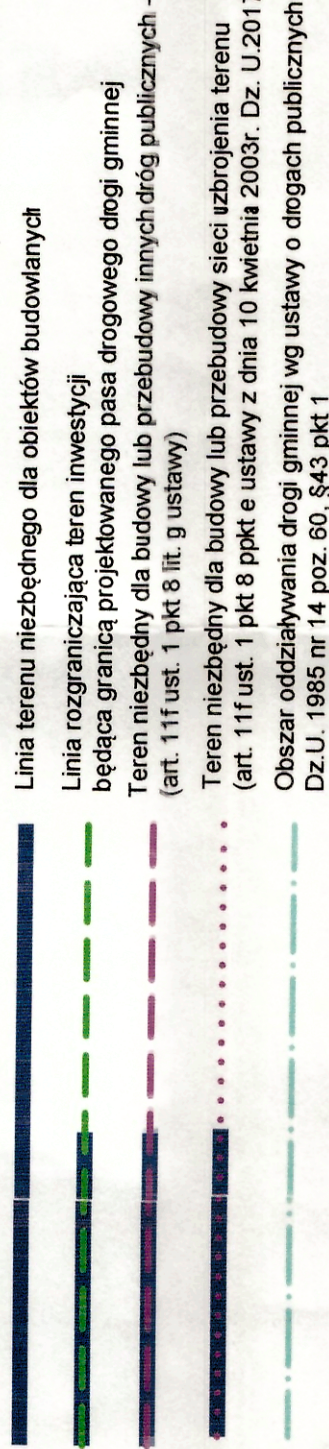 Linia terenu niezbędnego dla obiektów budowlanych
Linia rozgraniczająca teren inwestycji
będąca granicą projektowanego pasa drogowego drogi gminnej
Teren niezbędny dla budowy lub przebudowy innych dróg publicznych -
(art. 11f ust. 1 pkt 8 lit. g ustawy)
Teren niezbędny dla budowy lub przebudowy sieci uzbrojenia terenu
(art. 11f ust. 1 pkt 8 ppkt e ustawy z dnia 10 kwietnia 2003r. Dz. U.2017
Obszar oddziaływania drogi gminnej wg ustawy o drogach publicznych
Dz.U. 1985 nr 14 poz. 60, §43 pkt 1